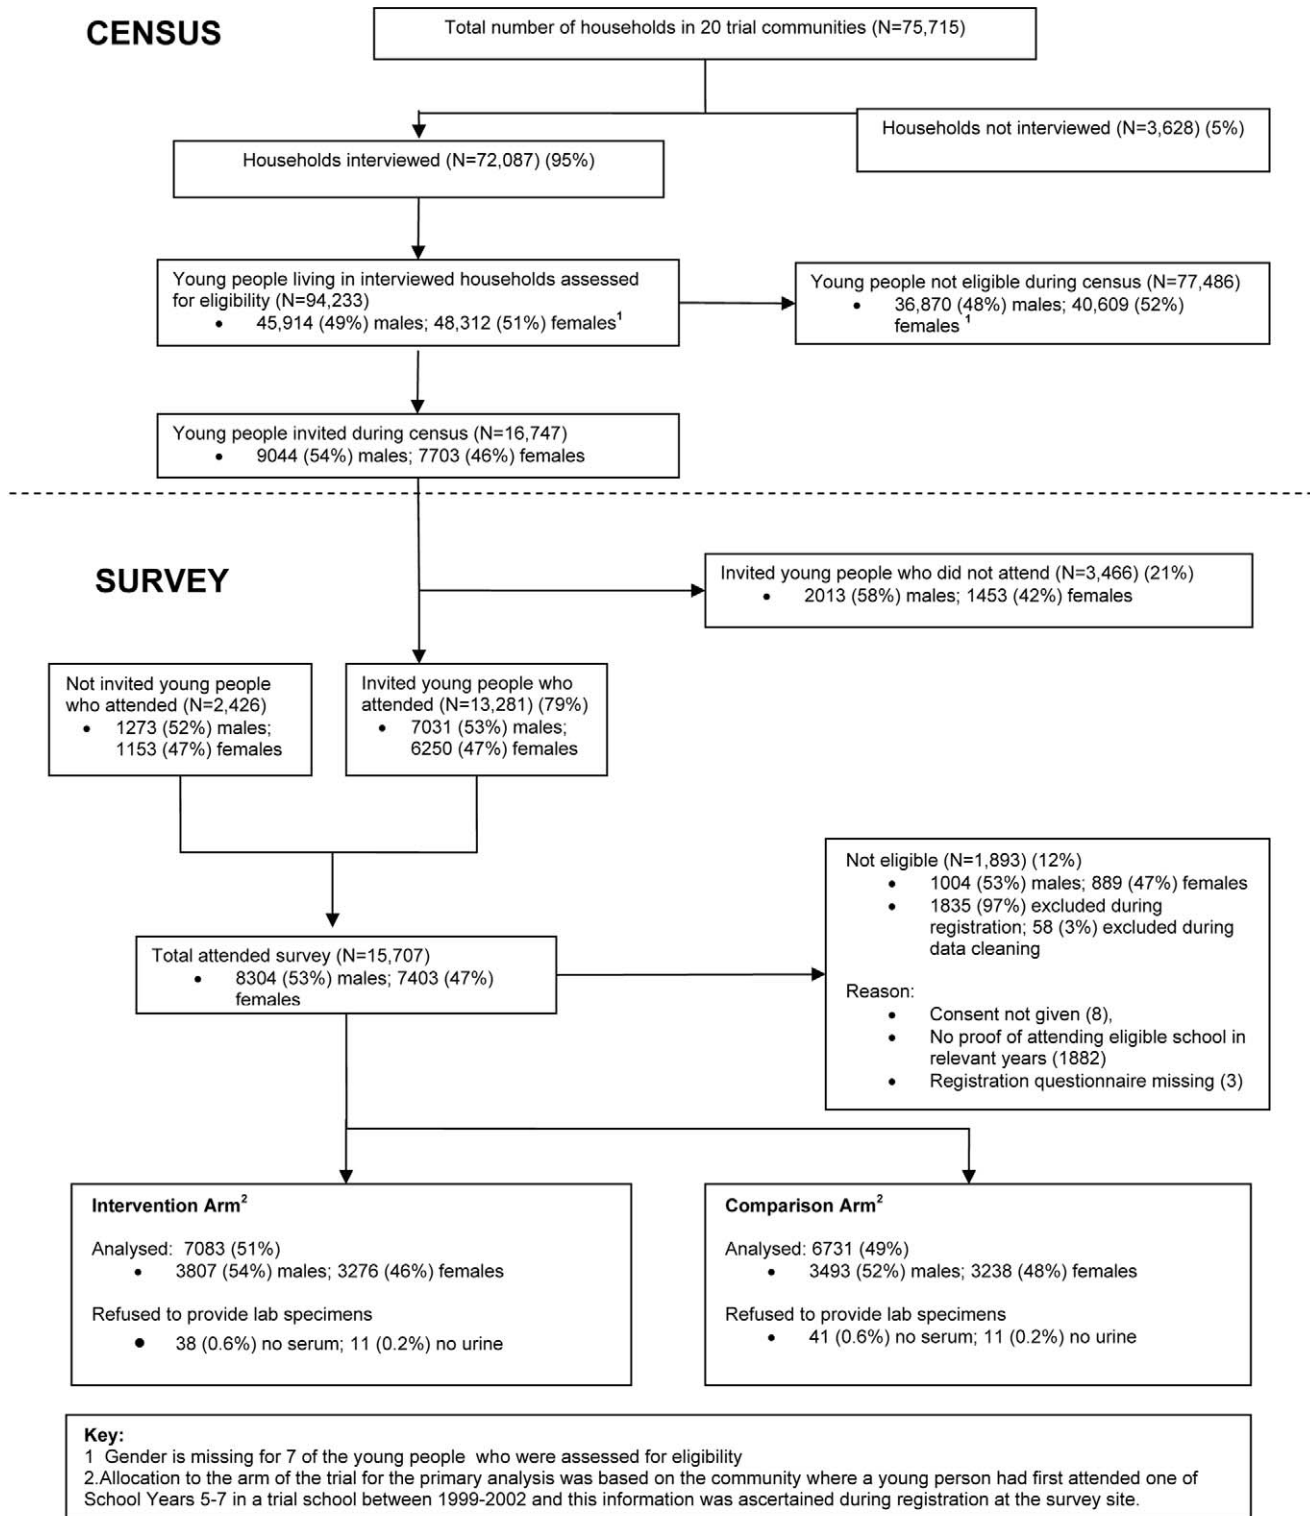 CENSUS
Total number of households in 20 trial communities (N=75,715)
Households not interviewed (N=3,628) (5%)
Households interviewed (N=72,087) (95%)
Young people living in interviewed households assessed
for eligibility (N=94,233)
• 45,914 (49%) males; 48,312 (51%) females1
Young people not eligible during census (N=77,486)
• 36,870 (48%) males; 40,609 (52%)
females 1
Young people invited during census (N=16,747)
• 9044 (54%) males; 7703 (46%) females
SURVEY
Invited young people who did not attend (N=3,466) (21%)
• 2013 (58%) males; 1453 (42%) females
Not invited young people
who attended (N=2,426)
• 1273 (52%) males;
1153 (47%) females
Invited young people who
attended (N=13,281) (79%)
• 7031 (53%) males;
6250 (47%) females
Not eligible (N=1,893) (12%)
• 1004 (53%) males; 889 (47%) females
• 1835 (97%) excluded during
registration; 58 (3%) excluded during
data cleaning
Reason:
• Consent not given (8),
• No proof of attending eligible school in
relevant years (1882)
• Registration questionnaire missing (3)
Total attended survey (N=15,707)
• 8304 (53%) males; 7403 (47%)
females
Intervention Arm2
Analysed: 7083 (51%)
• 3807 (54%) males; 3276 (46%) females
Refused to provide lab specimens
• 38 (0.6%) no serum; 11 (0.2%) no urine
Comparison Arm2
Analysed: 6731 (49%)
• 3493 (52%) males; 3238 (48%) females
Refused to provide lab specimens
• 41 (0.6%) no serum; 11 (0.2%) no urine
Key:
1 Gender is missing for 7 of the young people who were assessed for eligibility
2.Allocation to the arm of the trial for the primary analysis was based on the community where a young person had first attended one of
School Years 5-7 in a trial school between 1999-2002 and this information was ascertained during registration at the survey site.